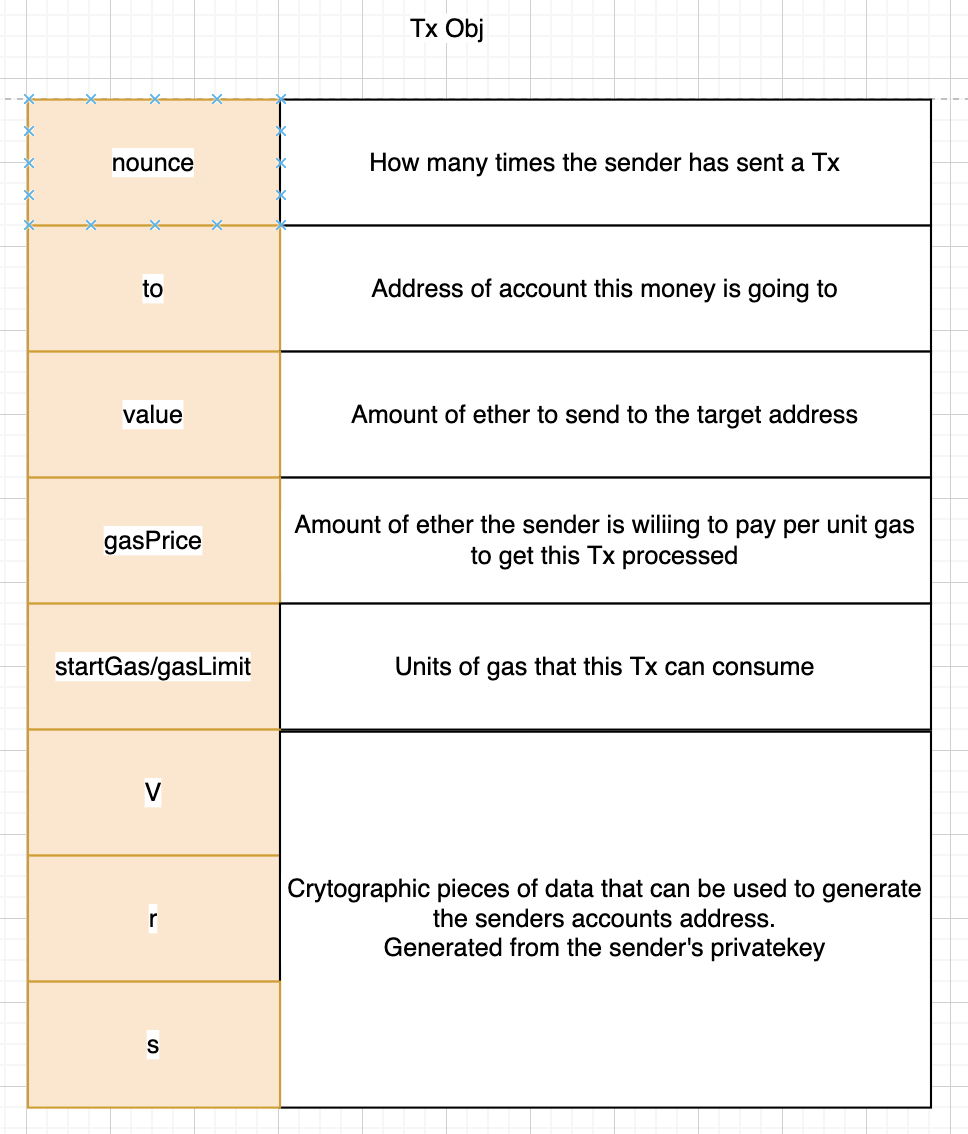 Tx Obj
nounce
How many times the sender has sent a Tx
to
Address of account this money is going to
value
Amount of ether to send to the target address
gasPrice
Amount of ether the sender is wiliing to pay per unit gas
to get this Tx processed
startGas/gasLimit
Units of gas that this Tx can consume
V
r
s
Crytographic pieces of data that can be used to generate
the senders accounts address.
Generated from the sender's privatekey